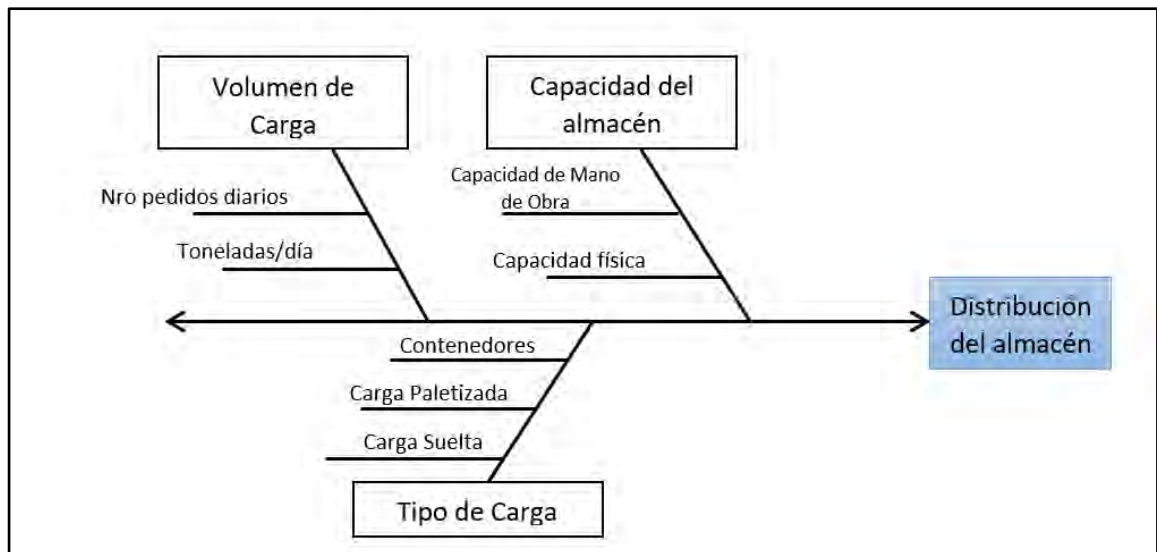 Volumen de
Carga
Capacidad del
almacén
Nro pedidos diarios
Toneladas/día
Capacidad de Mano
de Obra
Capacidad física
Distribución
del almacén
Contenedores
Carga Paletizada
Carga Suelta
Tipo de Carga